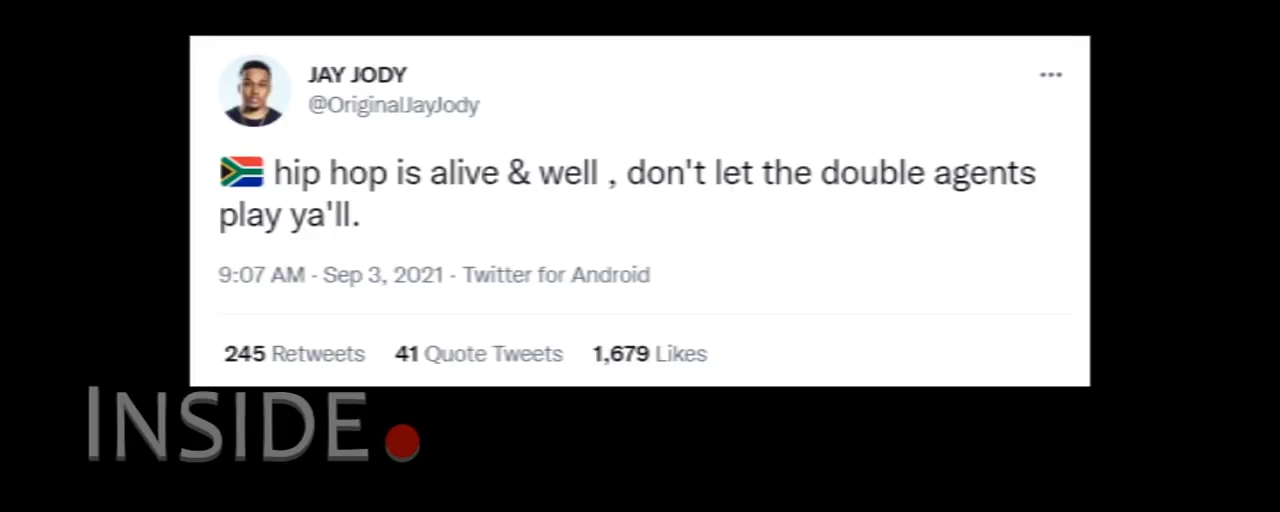 JAY JODY
@OriginalJayJody
🇿🇦 hip hop is alive & well , don't let the double agents
play ya'll.
9:07 AM · Sep 3, 2021 · Twitter for Android
245 Retweets 41 Quote Tweets 1,679 Likes
INSIDE.